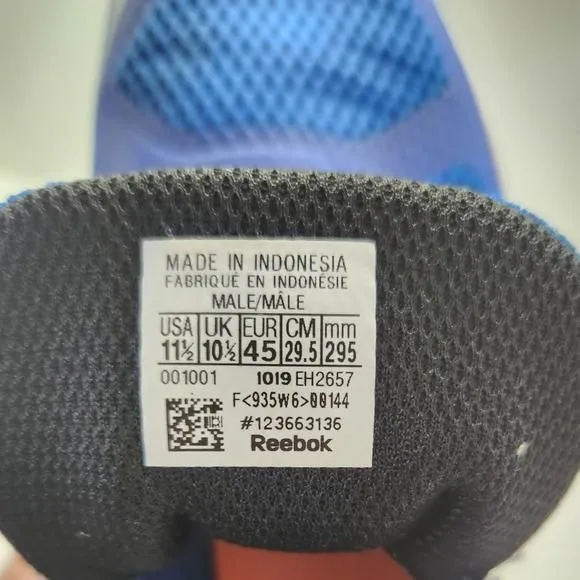 MADE IN INDONESIA
FABRIQUÉ EN INDONÉSIE
MALE/MÂLE
USA UK EUR CM mm
11½ 10½ 45 29.5 295
001001 1019 EH2657
F<935W6>00144
#123663136
Reebok